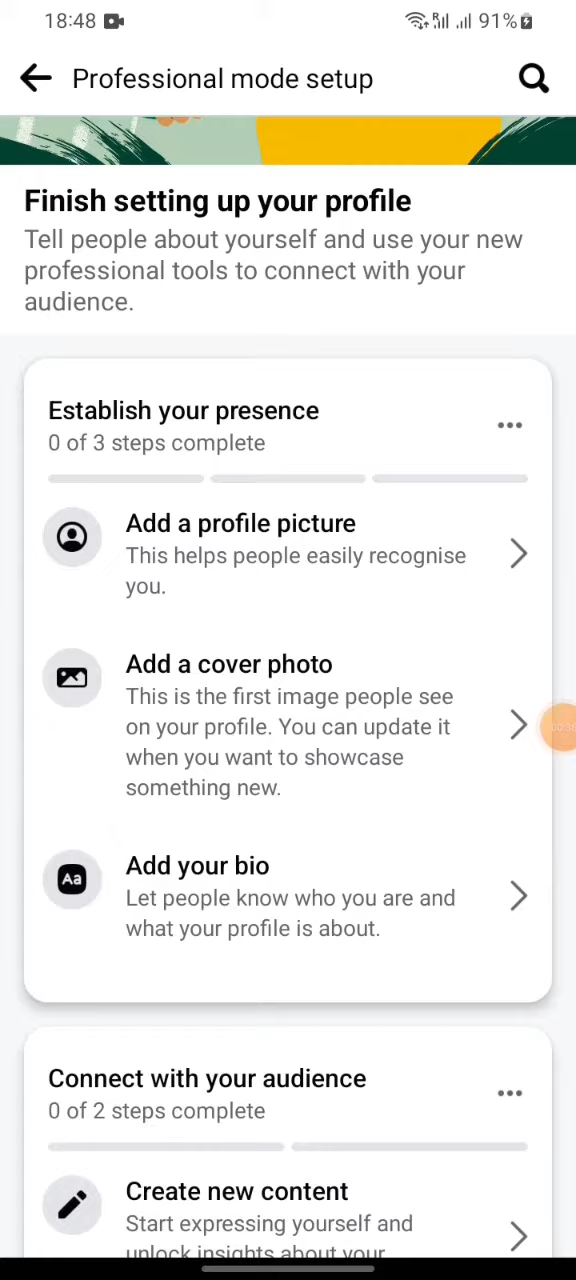 18:48
R
91%
Professional mode setup
Finish setting up your profile
Tell people about yourself and use your new
professional tools to connect with your
audience.
Establish your presence
0 of 3 steps complete
Add a profile picture
This helps people easily recognise
you.
Add a cover photo
This is the first image people see
on your profile. You can update it
when you want to showcase
something new.
Aa
Add your bio
Let people know who you are and
what your profile is about.
Connect with your audience
0 of 2 steps complete
Create new content
Start expressing yourself and
unlock insights about your